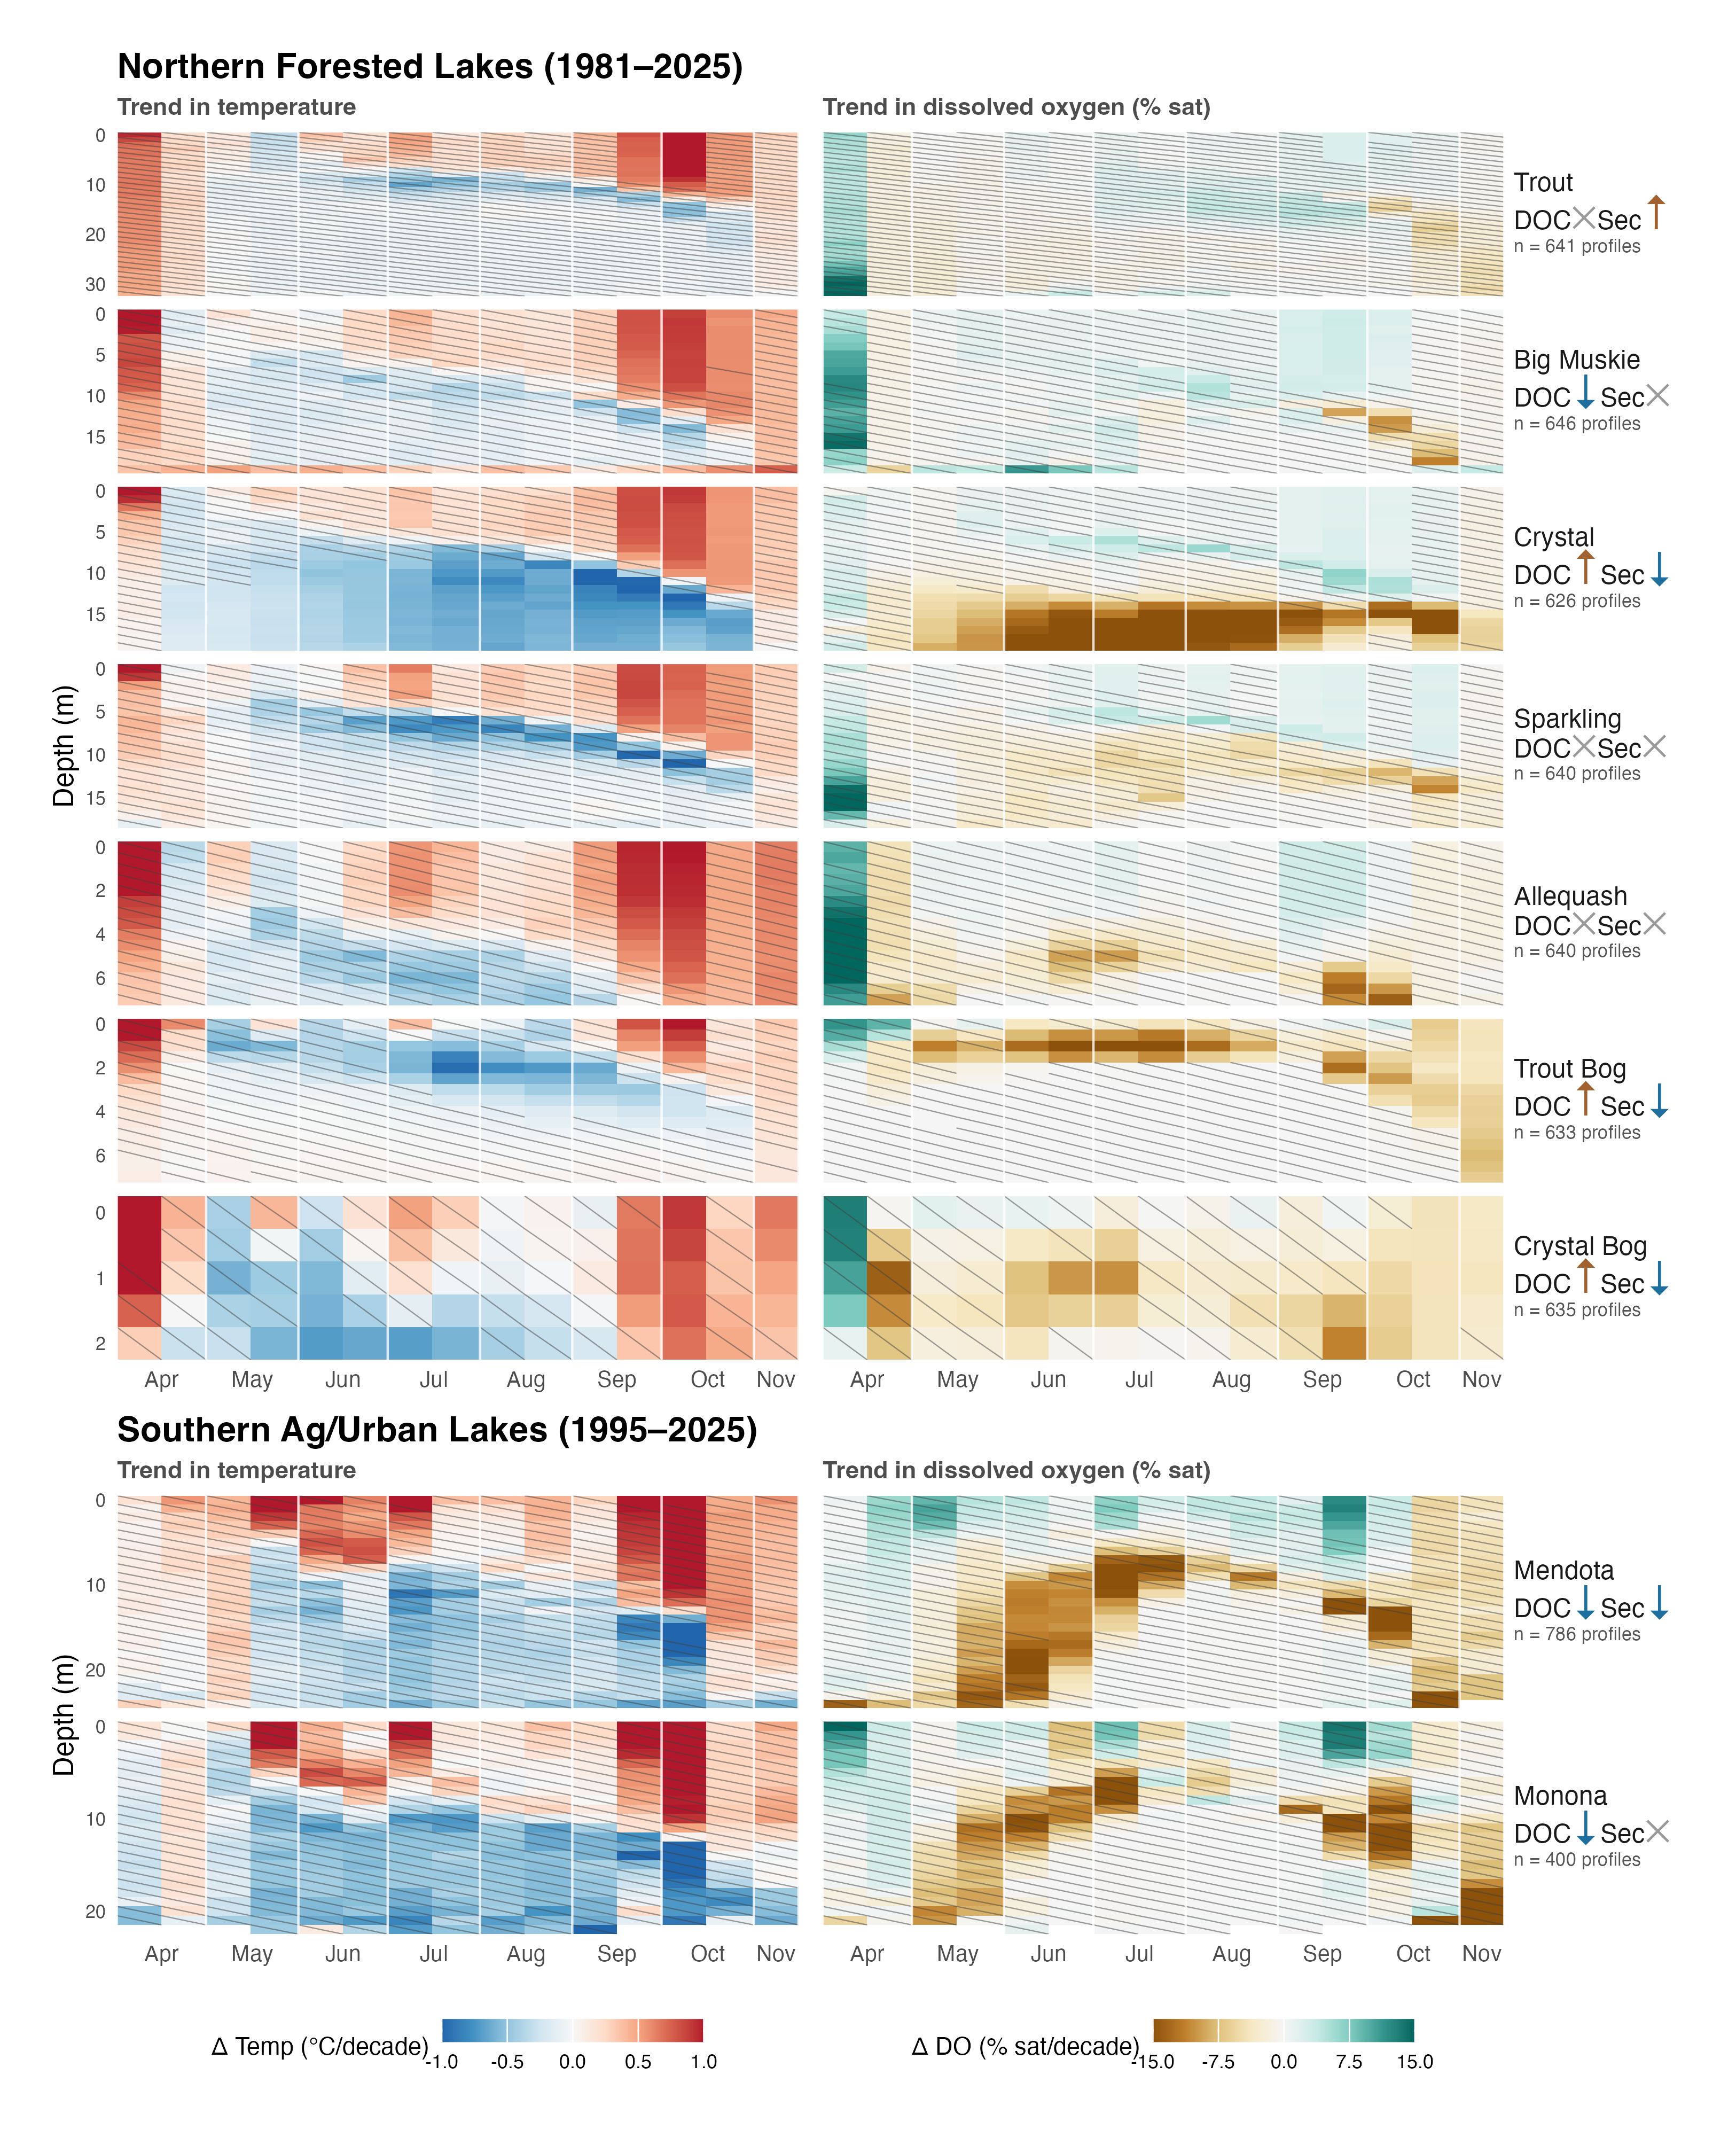 Northern Forested Lakes (1981–2025)
Trend in temperature
Trend in dissolved oxygen (% sat)
0
10
20
30
Trout
DOC Sec
n = 641 profiles
0
5
10
15
Big Muskie
DOC Sec
n = 646 profiles
0
5
10
15
Crystal
DOC Sec
n = 626 profiles
Depth (m)
0
5
10
15
Sparkling
DOC Sec
n = 640 profiles
0
2
4
6
Allequash
DOC Sec
n = 640 profiles
0
2
4
6
Trout Bog
DOC Sec
n = 633 profiles
0
1
2
Crystal Bog
DOC Sec
n = 635 profiles
Apr May Jun Jul Aug Sep Oct Nov
Apr May Jun Jul Aug Sep Oct Nov
Southern Ag/Urban Lakes (1995–2025)
Trend in temperature
Trend in dissolved oxygen (% sat)
Depth (m)
0
10
20
Mendota
DOC Sec
n = 786 profiles
0
10
20
Monona
DOC Sec
n = 400 profiles
Apr May Jun Jul Aug Sep Oct Nov
Apr May Jun Jul Aug Sep Oct Nov
Δ Temp (°C/decade)
-1.0 -0.5 0.0 0.5 1.0
Δ DO (% sat/decade)
-15.0 -7.5 0.0 7.5 15.0